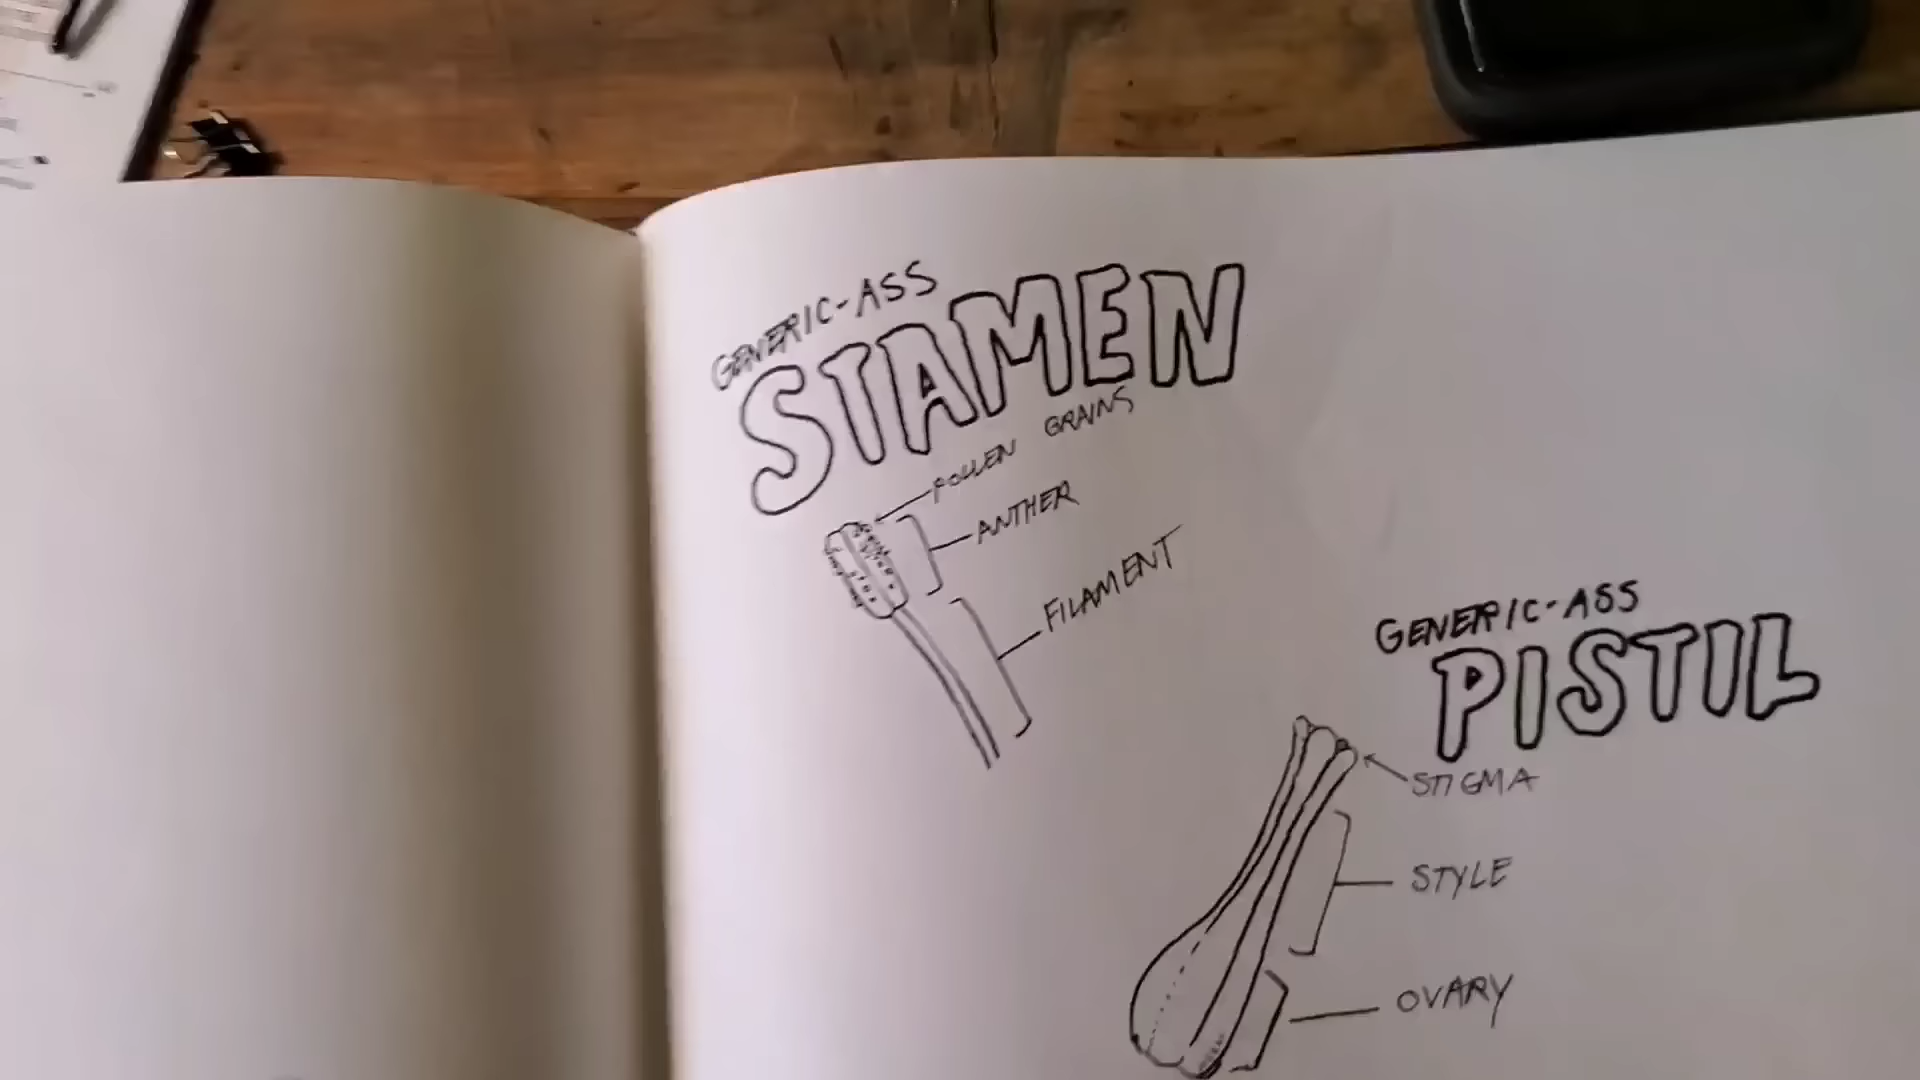 GENERIC-ASS
STAMEN
POLLEN GRAINS
ANTHER
FILAMENT
GENERIC-ASS
PISTIL
STIGMA
STYLE
OVARY